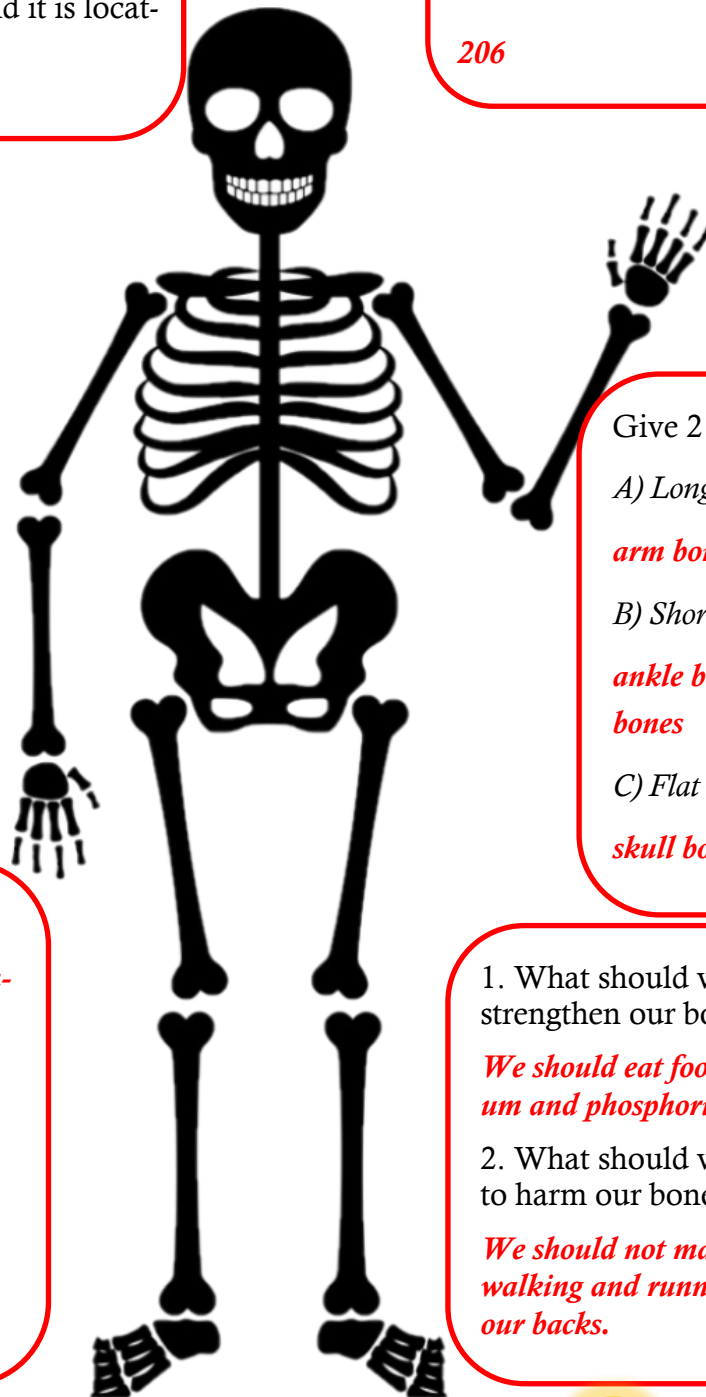 d it is locat-
206
Give 2
A) Long
arm bo
B) Shor
ankle b
bones
C) Flat
skull bo
1. What should w
strengthen our bo
We should eat foo
um and phosphor
2. What should w
to harm our bone
We should not ma
walking and runn
our backs.